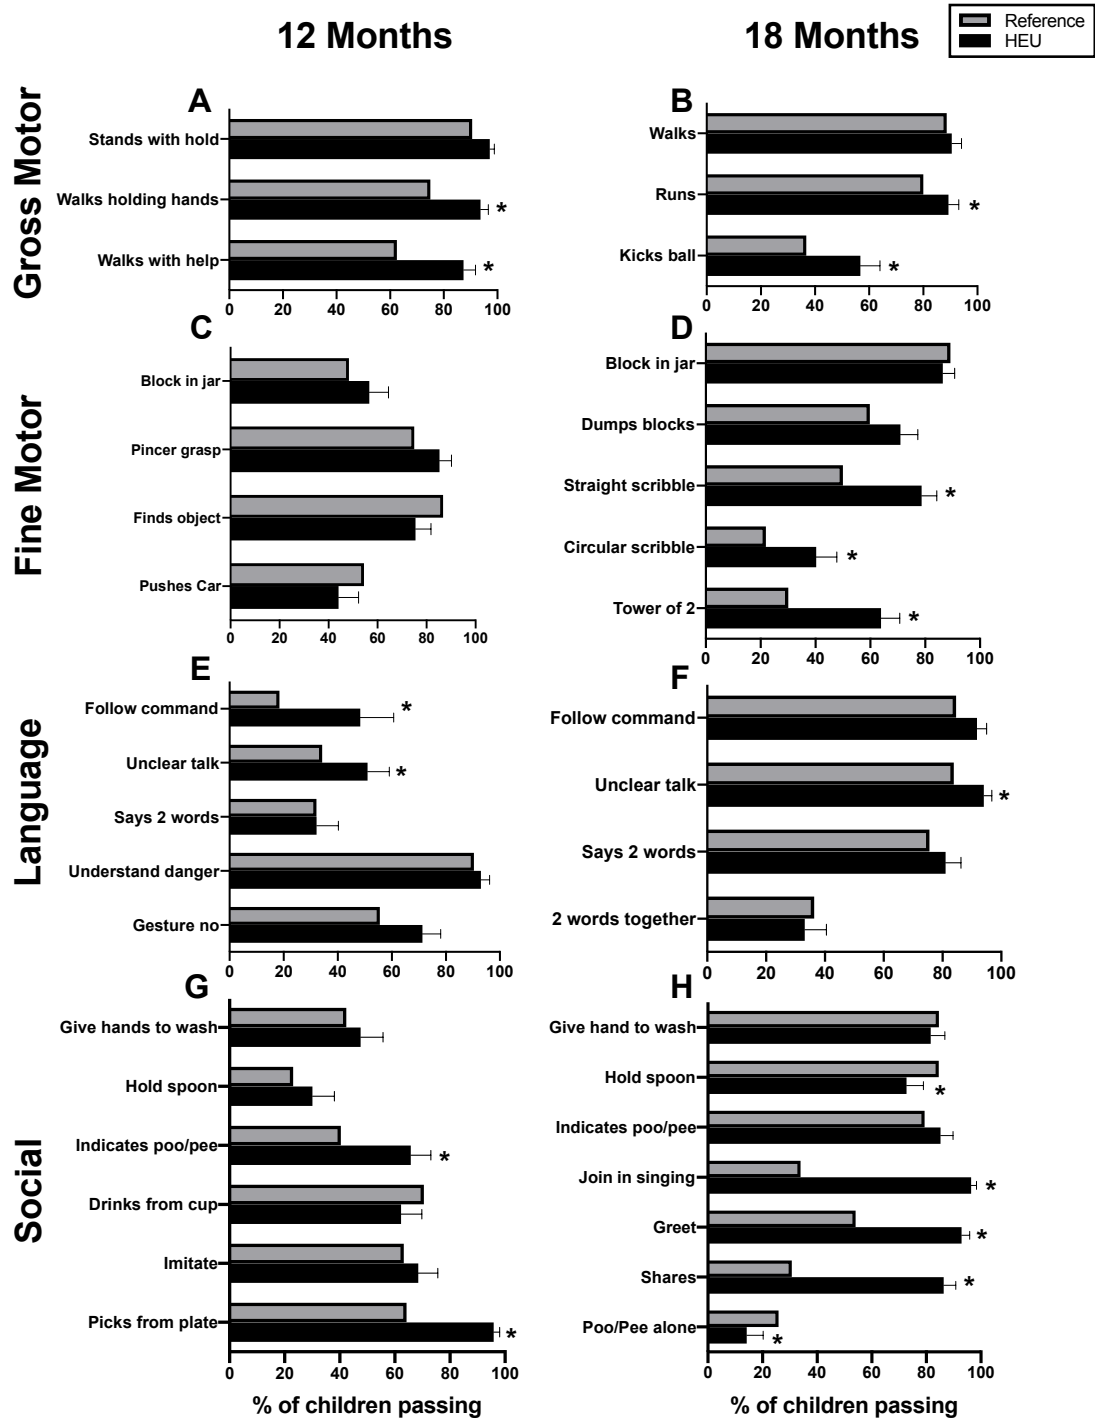 12 Months
18 Months
Reference
HEU
Gross Motor
A
Stands with hold
Walks holding hands
*
Walks with help
*
0 20 40 60 80 100
B
Walks
Runs
*
Kicks ball
*
0 20 40 60 80 100
Fine Motor
C
Block in jar
Pincer grasp
Finds object
Pushes Car
0 20 40 60 80 100
D
Block in jar
Dumps blocks
Straight scribble
*
Circular scribble
*
Tower of 2
*
0 20 40 60 80 100
Language
E
Follow command
*
Unclear talk
*
Says 2 words
Understand danger
Gesture no
0 20 40 60 80 100
F
Follow command
Unclear talk
*
Says 2 words
2 words together
0 20 40 60 80 100
Social
G
Give hands to wash
Hold spoon
Indicates poo/pee
*
Drinks from cup
Imitate
Picks from plate
*
0 20 40 60 80 100
% of children passing
H
Give hand to wash
Hold spoon
*
Indicates poo/pee
Join in singing
*
Greet
*
Shares
*
Poo/Pee alone
*
0 20 40 60 80 100
% of children passing